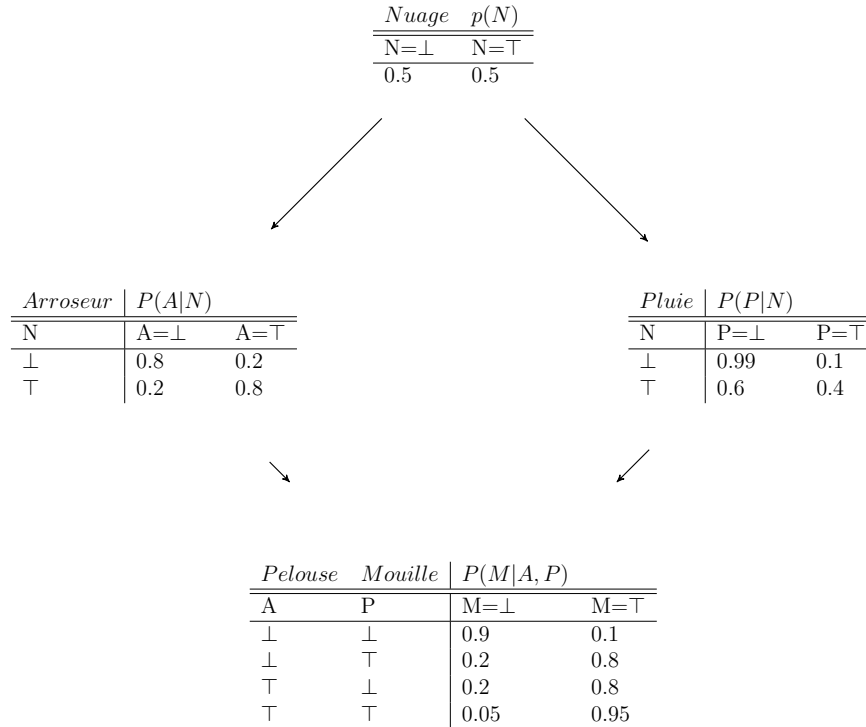 Nuage p(N)
N=⊥ N=⊤
0.5 0.5
Arroseur P(A|N)
N A=⊥ A=⊤
⊥ 0.8 0.2
⊤ 0.2 0.8
Pluie P(P|N)
N P=⊥ P=⊤
⊥ 0.99 0.1
⊤ 0.6 0.4
Pelouse Mouille P(M|A, P)
A P M=⊥ M=⊤
⊥ ⊥ 0.9 0.1
⊥ ⊤ 0.2 0.8
⊤ ⊥ 0.2 0.8
⊤ ⊤ 0.05 0.95